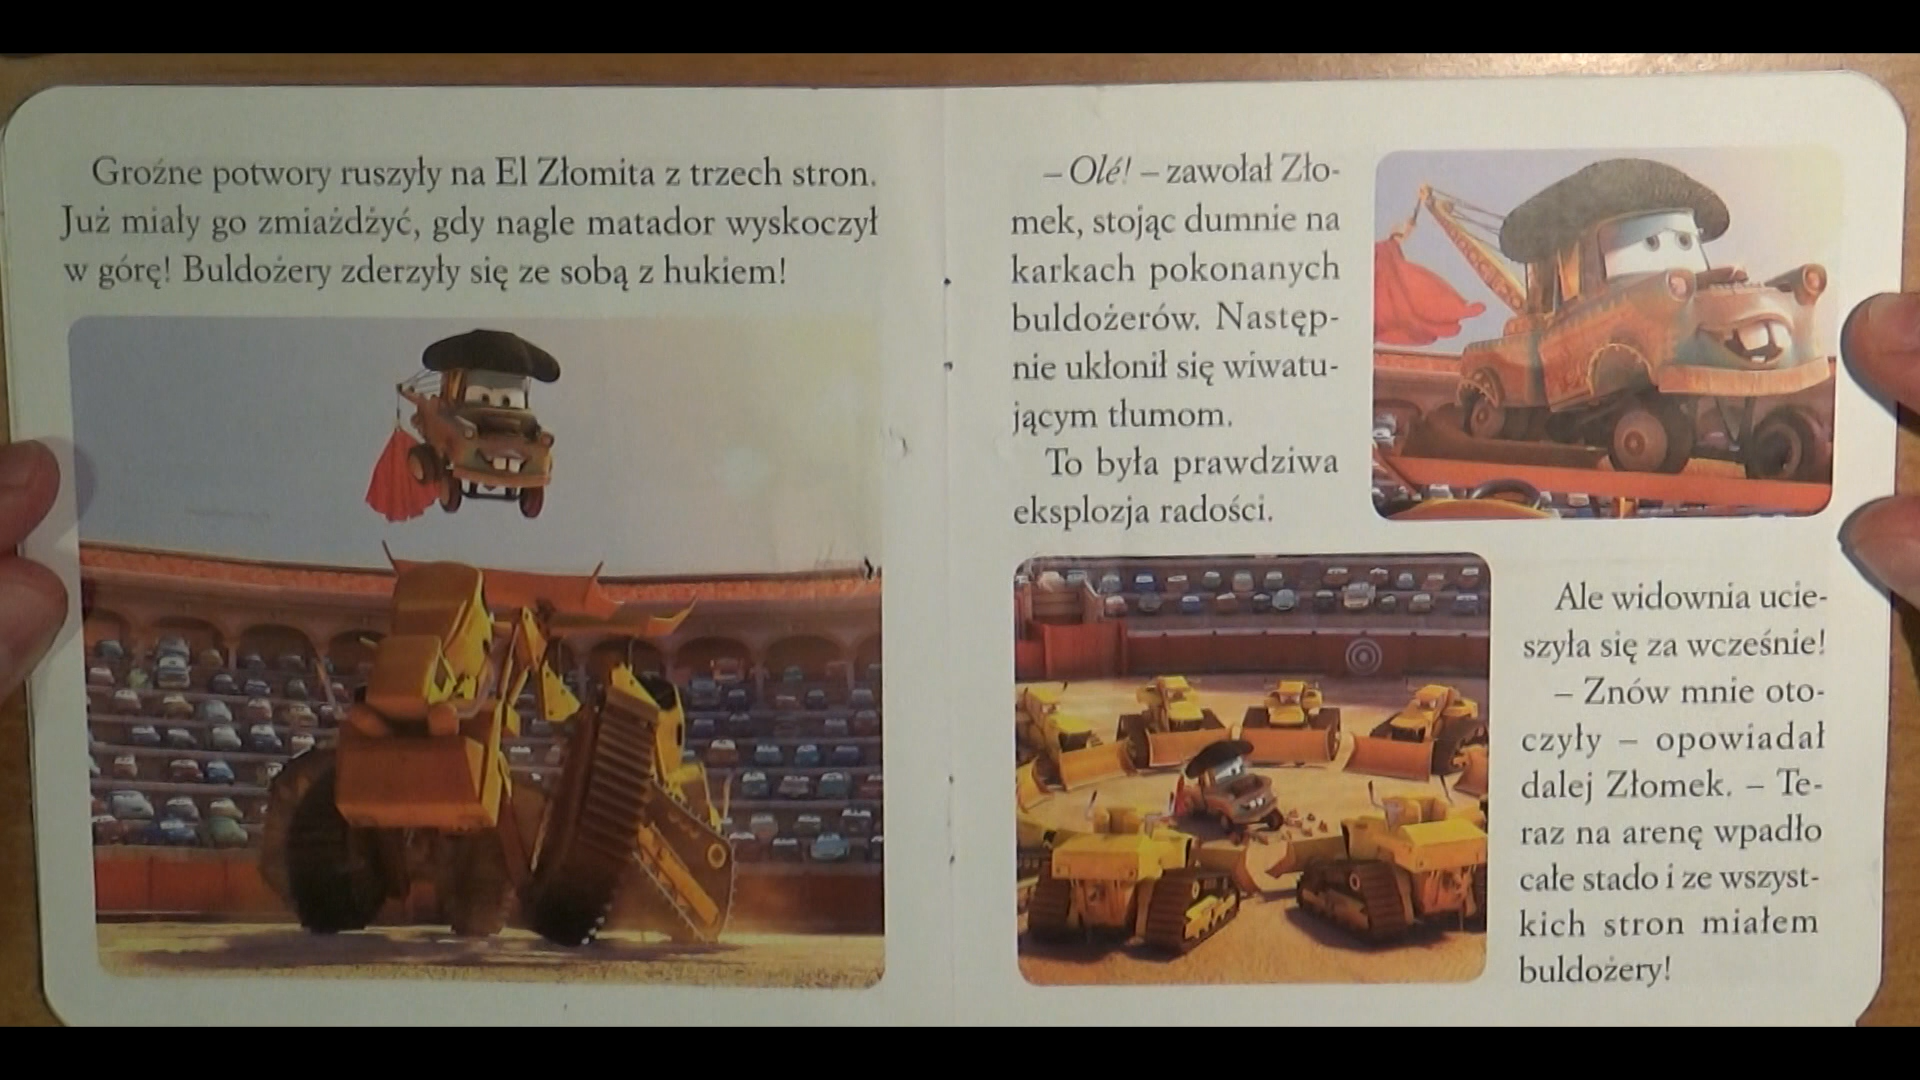 Groźne potwory ruszyły na El Złomita z trzech stron.
Już miały go zmiażdżyć, gdy nagle matador wyskoczył
w górę! Buldożery zderzyły się ze sobą z hukiem!
– Olé! – zawołał Zło-
mek, stojąc dumnie na
karkach pokonanych
buldożerów. Następ-
nie ukłonił się wiwatu-
jącym tłumom.
To była prawdziwa
eksplozja radości.
Ale widownia ucie-
szyła się za wcześnie!
– Znów mnie oto-
czyły – opowiadał
dalej Złomek. – Te-
raz na arenę wpadło
całe stado i ze wszyst-
kich stron miałem
buldożery!